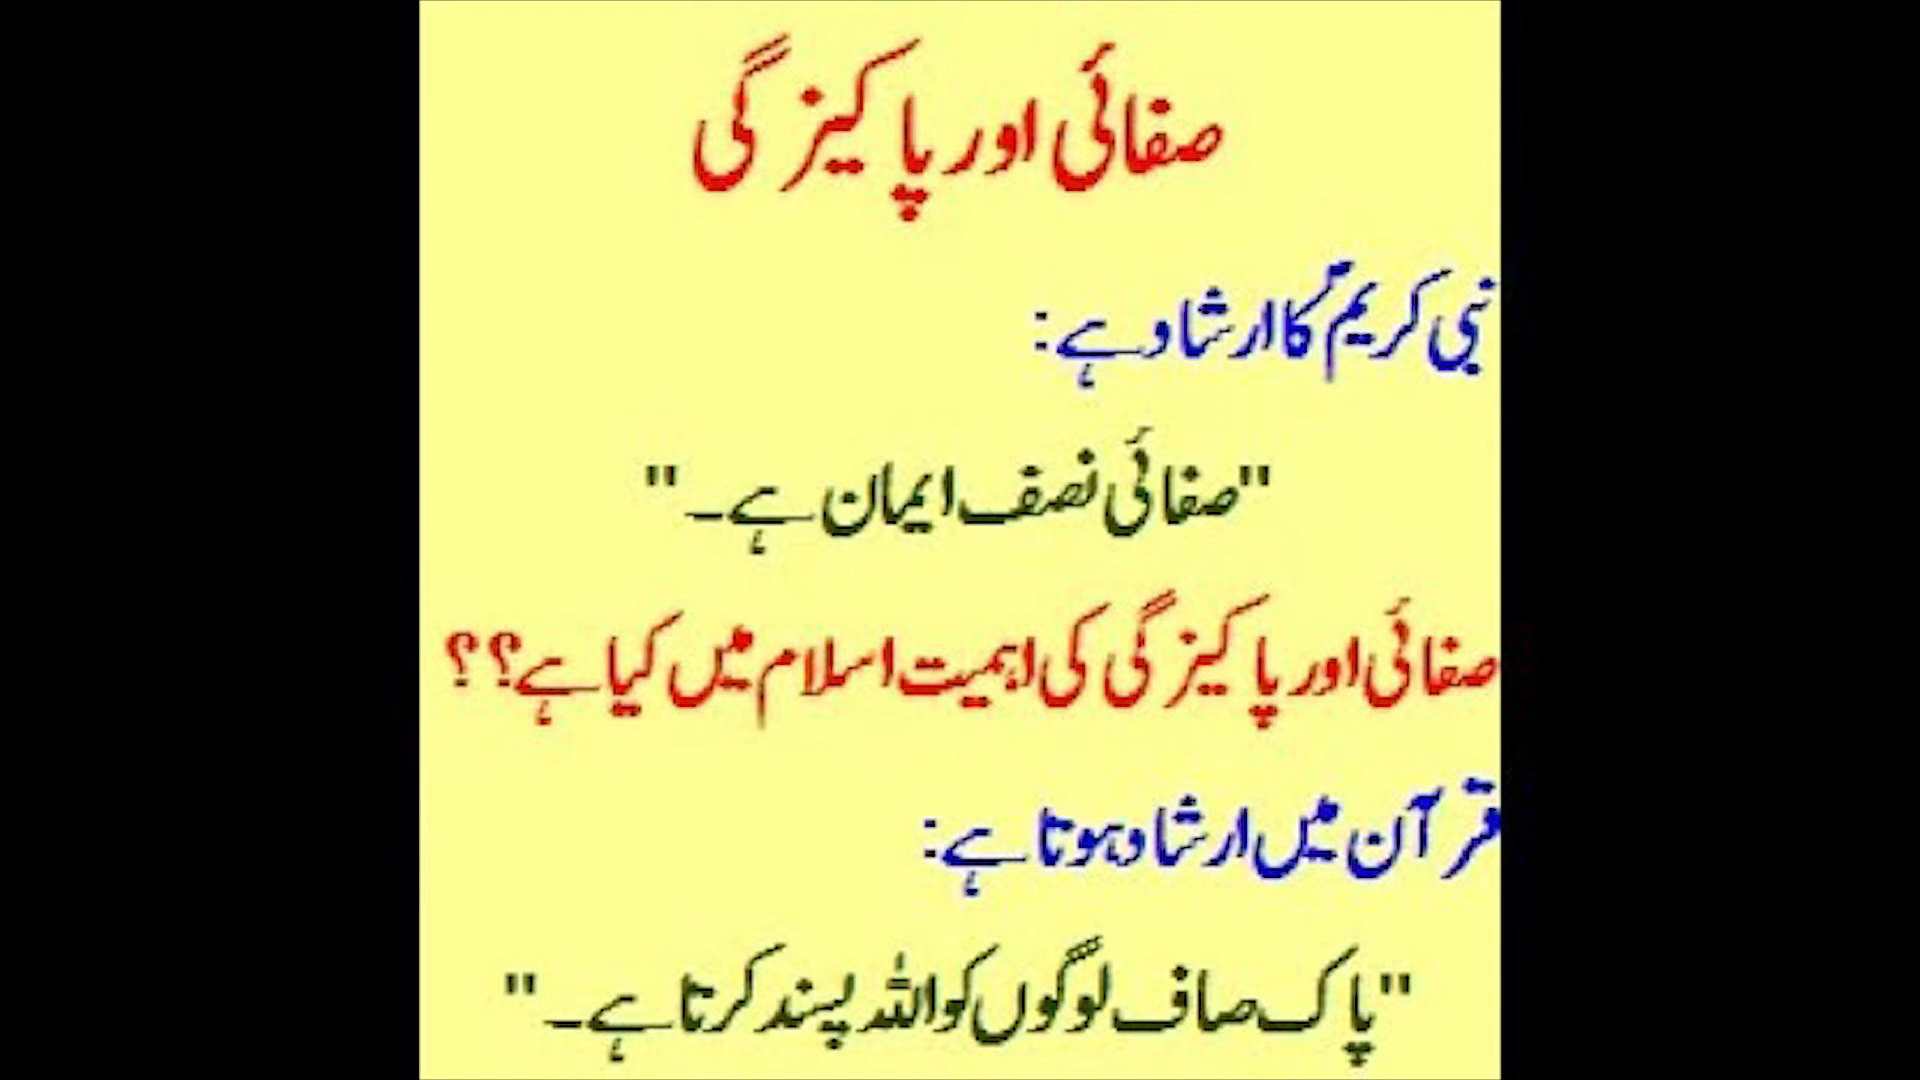 صفائی اور پاکیزگی
نبی کریمؐ کا ارشاد ہے:
"صفائی نصف ایمان ہے۔"
صفائی اور پاکیزگی کی اہمیت اسلام میں کیا ہے؟؟
قرآن میں ارشاد ہوتا ہے:
"پاک صاف لوگوں کو اللہ پسند کرتا ہے۔"